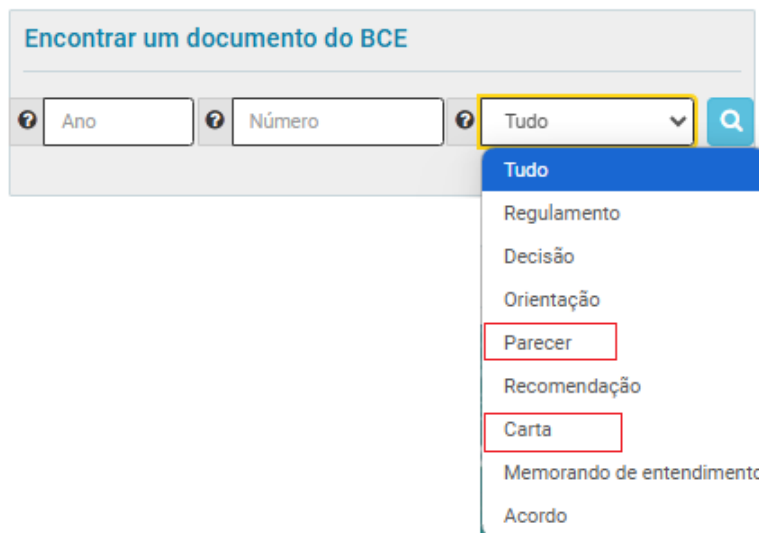 Encontrar um documento do BCE
Ano Número Tudo
Tudo
Regulamento
Decisão
Orientação
Parecer
Recomendação
Carta
Memorando de entendimento
Acordo